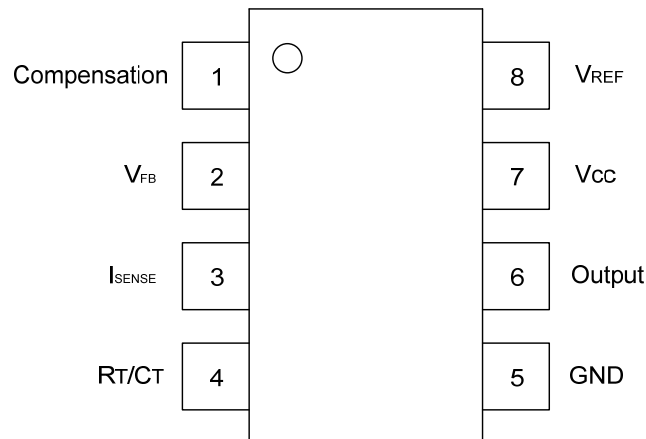 Compensation 1 8 VREF
VFB 2 7 Vcc
ISENSE 3 6 Output
RT/CT 4 5 GND